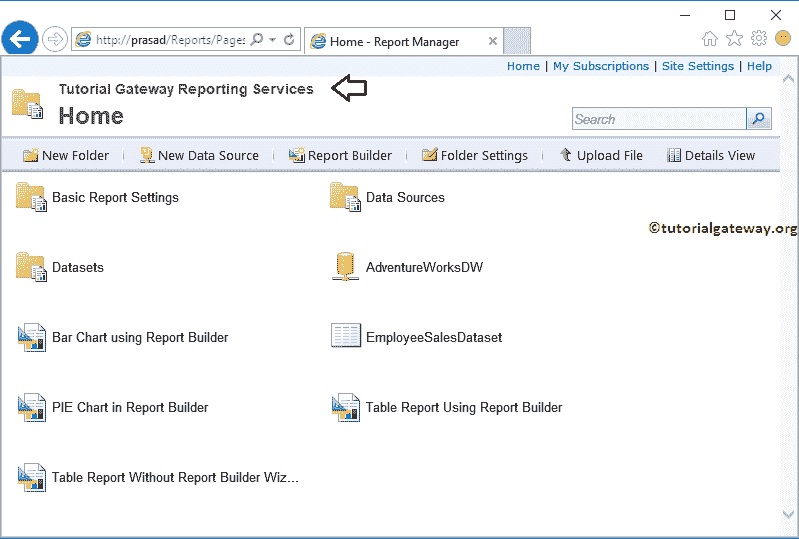 http://prasad/Reports/Pages
Home - Report Manager
Home | My Subscriptions | Site Settings | Help
Tutorial Gateway Reporting Services
Home
Search
New Folder
New Data Source
Report Builder
Folder Settings
Upload File
Details View
Basic Report Settings
Data Sources
©tutorialgateway.org
Datasets
AdventureWorksDW
Bar Chart using Report Builder
EmployeeSalesDataset
PIE Chart in Report Builder
Table Report Using Report Builder
Table Report Without Report Builder Wiz...